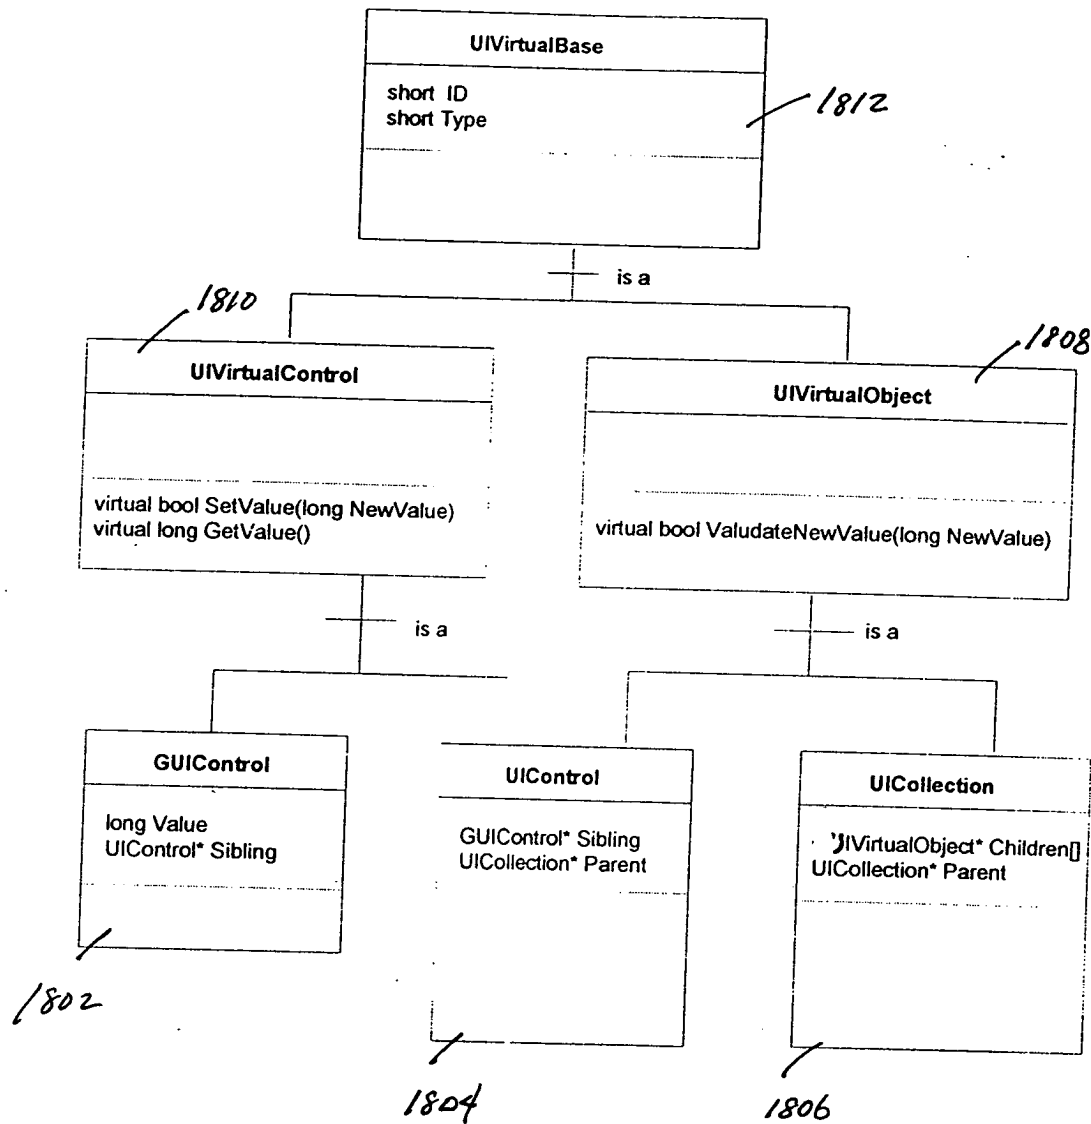 UIVirtualBase
short ID
short Type
1812
is a
1810
UIVirtualControl
virtual bool SetValue(long NewValue)
virtual long GetValue()
1808
UIVirtualObject
virtual bool ValudateNewValue(long NewValue)
is a
is a
GUIControl
long Value
UIControl* Sibling
1802
UIControl
GUIControl* Sibling
UICollection* Parent
1804
UICollection
UIVirtualObject* Children[]
UICollection* Parent
1806